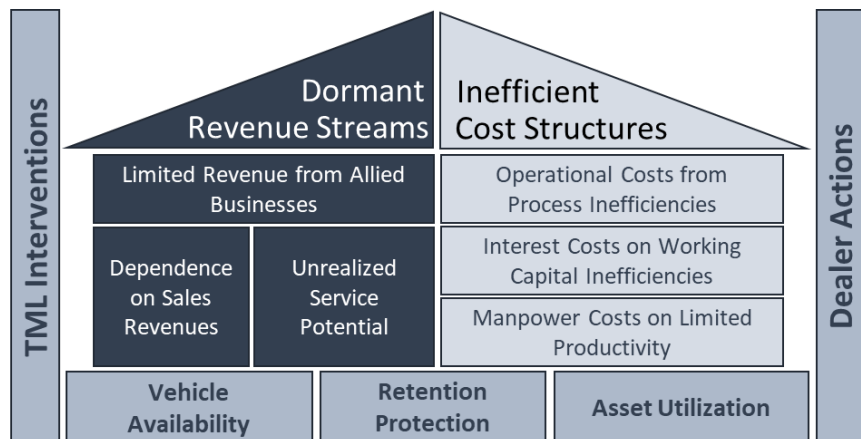 TML Interventions
Dormant
Revenue Streams
Inefficient
Cost Structures
Limited Revenue from Allied
Businesses
Dependence
on Sales
Revenues
Unrealized
Service
Potential
Operational Costs from
Process Inefficiencies
Interest Costs on Working
Capital Inefficiencies
Manpower Costs on Limited
Productivity
Vehicle
Availability
Retention
Protection
Asset Utilization
Dealer Actions